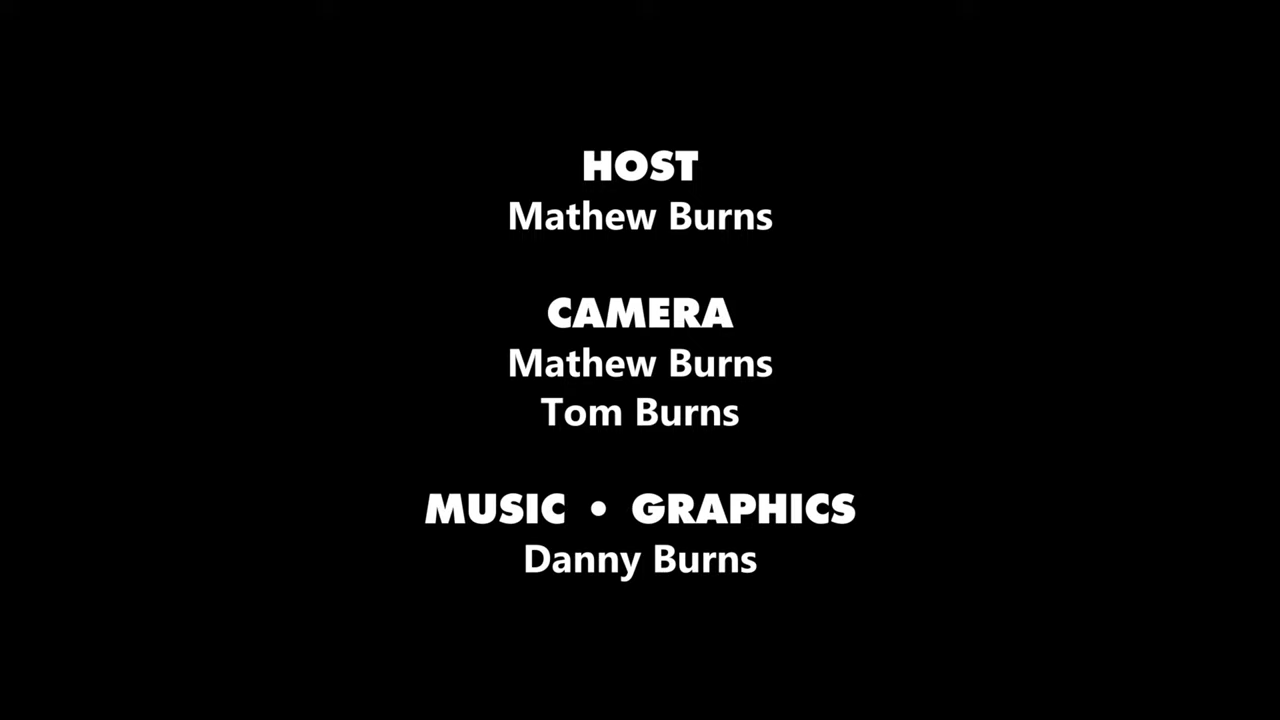 HOST
Mathew Burns
CAMERA
Mathew Burns
Tom Burns
MUSIC • GRAPHICS
Danny Burns